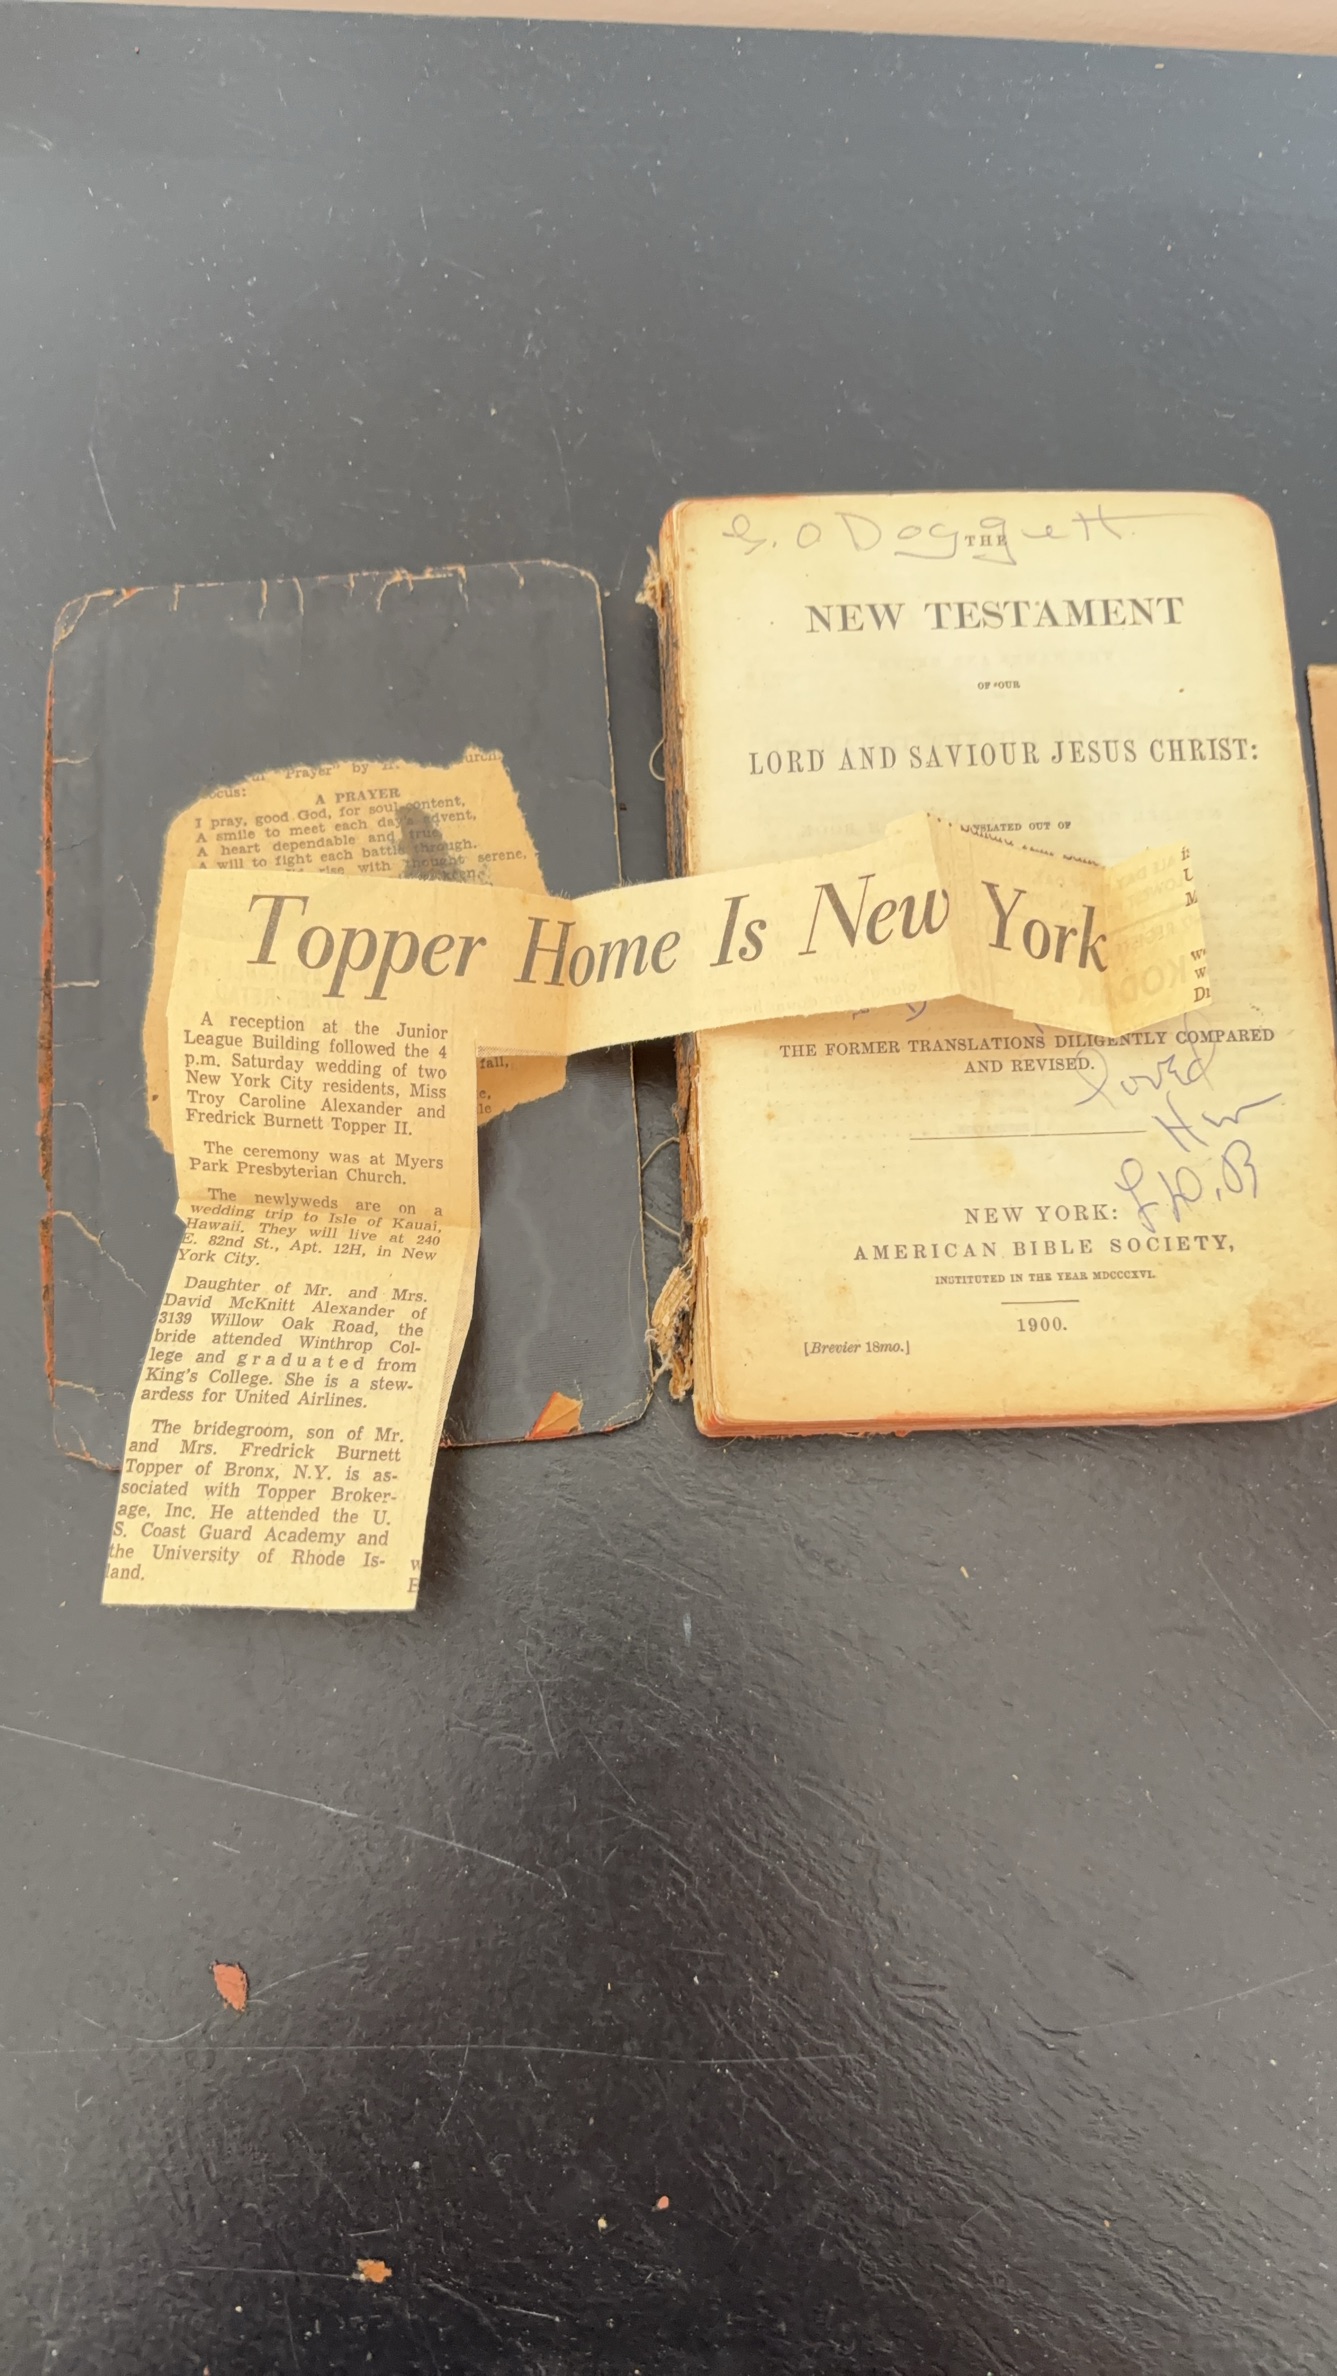 Prayer" by
A PRAYER
I pray, good God, for soul content,
A smile to meet each day's advent,
A heart dependable and true,
A will to fight each battle through.
rise with thought serene,
fall,
Topper Home Is New York
A reception at the Junior
League Building followed the 4
p.m. Saturday wedding of two
New York City residents, Miss
Troy Caroline Alexander and
Fredrick Burnett Topper II.
The ceremony was at Myers
Park Presbyterian Church.
The newlyweds are on a
wedding trip to Isle of Kauai,
Hawaii. They will live at 240
E. 82nd St., Apt. 12H, in New
York City.
Daughter of Mr. and Mrs.
David McKnitt Alexander of
3139 Willow Oak Road, the
bride attended Winthrop Col-
lege and graduated from
King's College. She is a stew-
ardess for United Airlines.
The bridegroom, son of Mr.
and Mrs. Fredrick Burnett
Topper of Bronx, N.Y. is as-
sociated with Topper Broker-
age, Inc. He attended the U.
S. Coast Guard Academy and
the University of Rhode Is-
land.
Doggett
THE
NEW TESTAMENT
OF OUR
LORD AND SAVIOUR JESUS CHRIST:
OUT OF
THE FORMER TRANSLATIONS DILIGENTLY COMPARED
AND REVISED.
loved
NEW YORK:
AMERICAN BIBLE SOCIETY,
INSTITUTED IN THE YEAR MDCCCXVI.
1900.
[Brevier 18mo.]